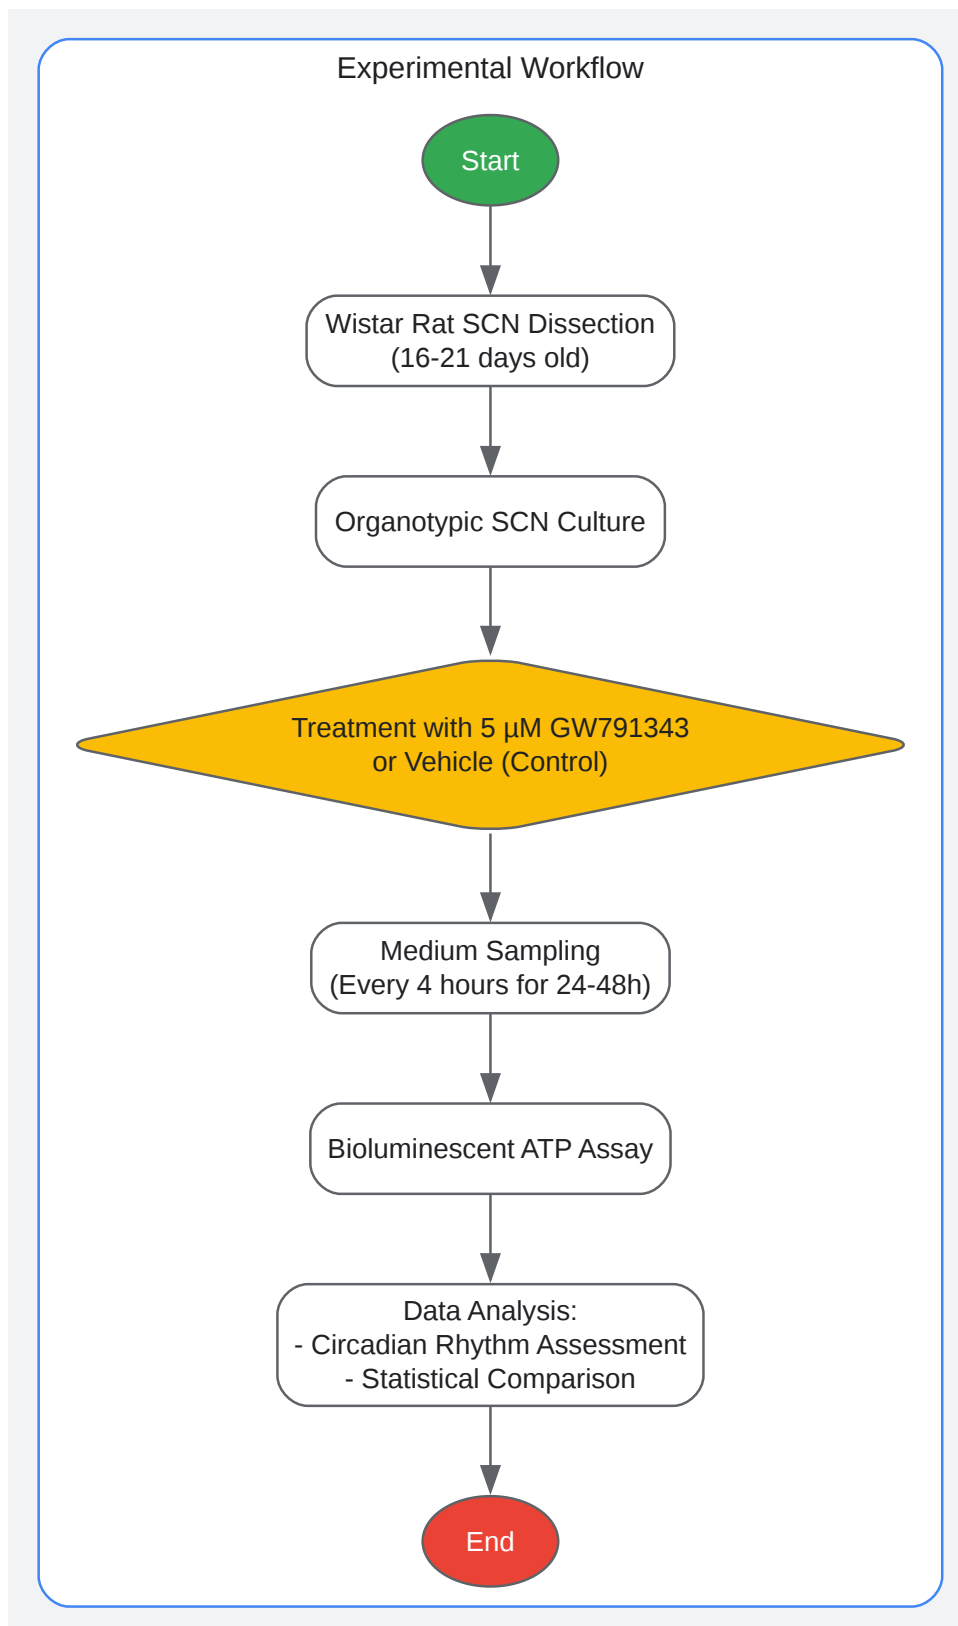 Experimental Workflow
Start
Wistar Rat SCN Dissection
(16-21 days old)
Organotypic SCN Culture
Treatment with 5 µM GW791343
or Vehicle (Control)
Medium Sampling
(Every 4 hours for 24-48h)
Bioluminescent ATP Assay
Data Analysis:
- Circadian Rhythm Assessment
- Statistical Comparison
End